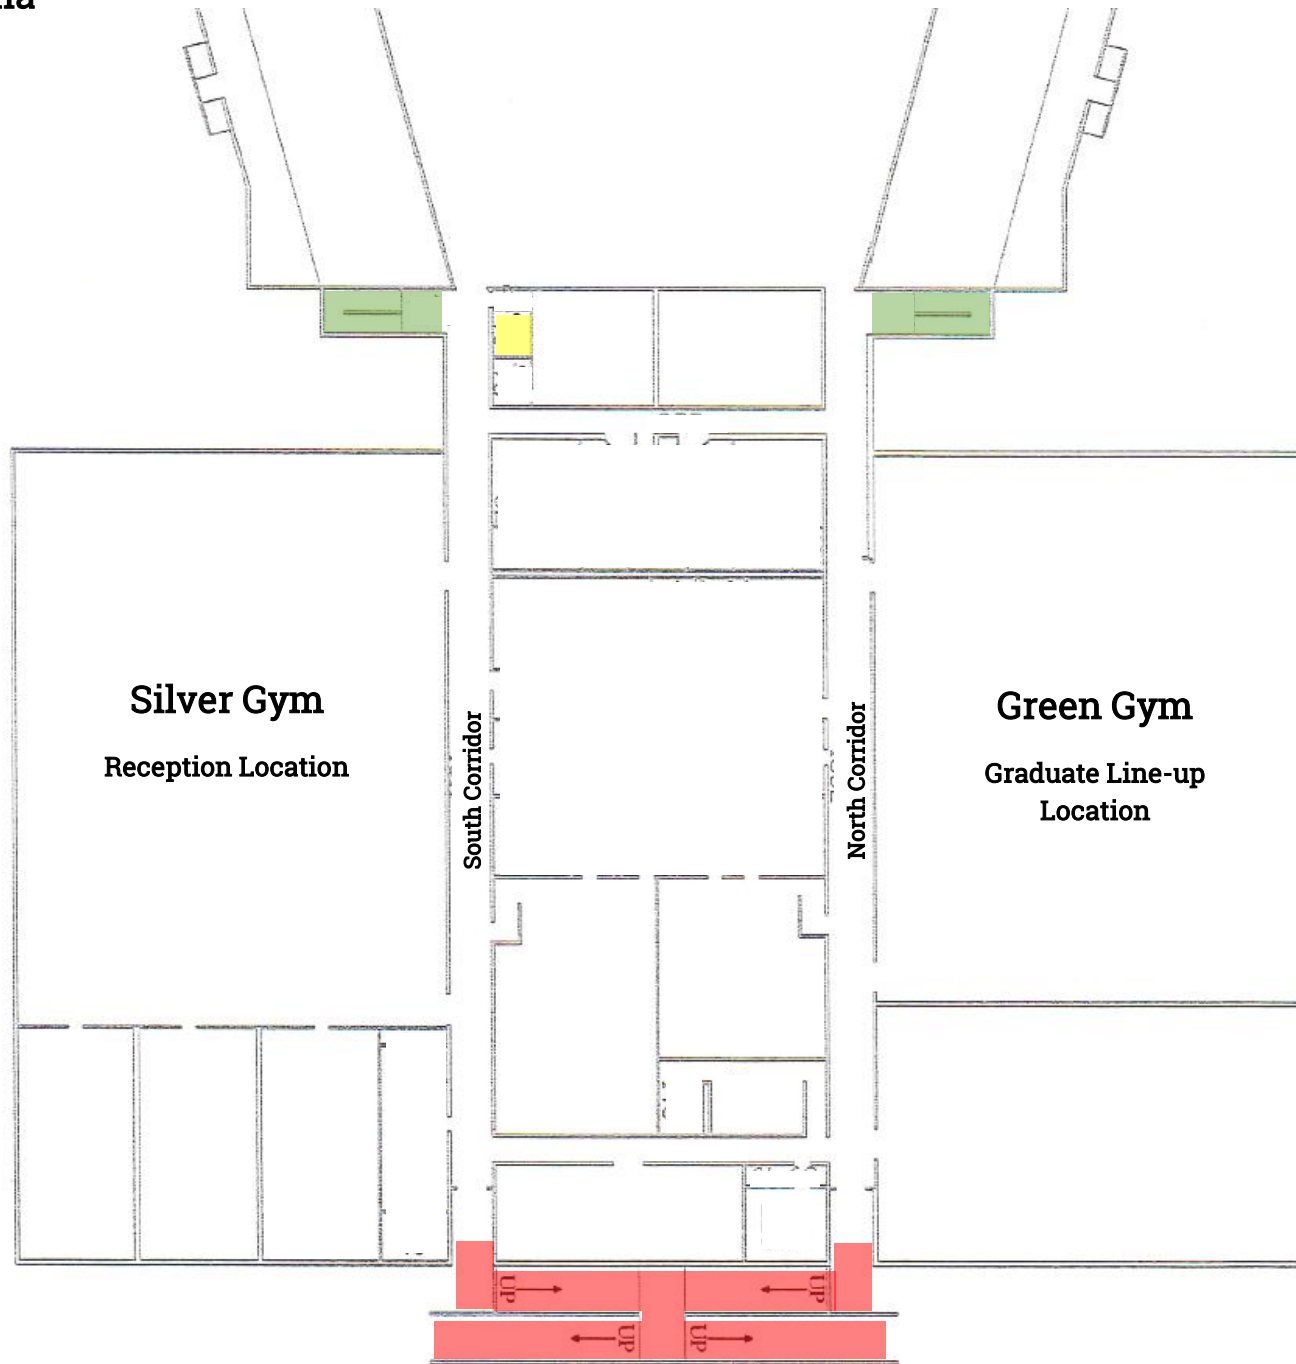 Silver Gym
Reception Location
South Corridor
North Corridor
Green Gym
Graduate Line-up
Location
UP
UP
UP
UP